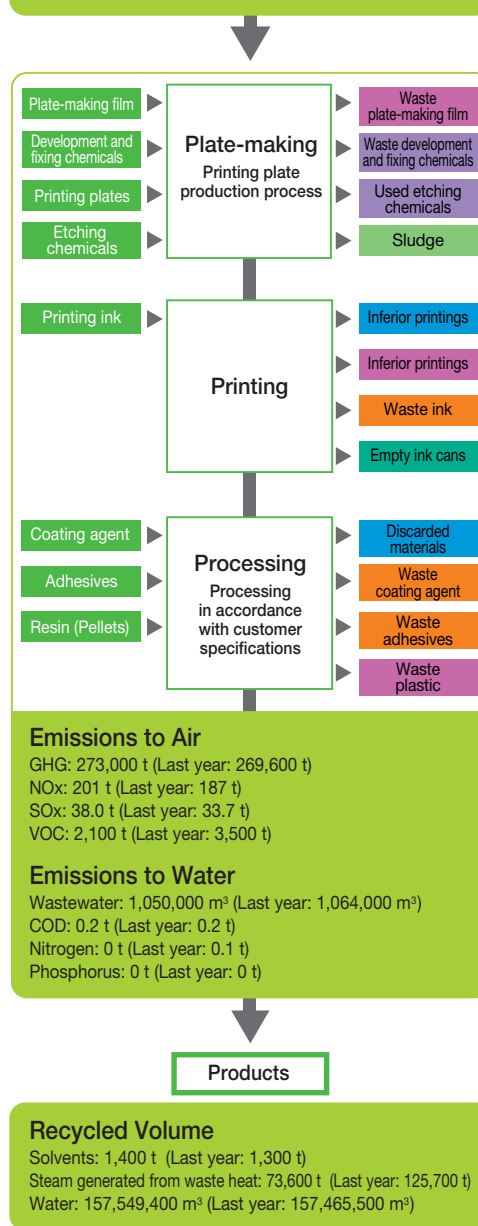 Plate-making film
Development and
fixing chemicals
Printing plates
Etching
chemicals
Plate-making
Printing plate
production process
Waste
plate-making film
Waste development
and fixing chemicals
Used etching
chemicals
Sludge
Printing ink
Printing
Inferior printings
Inferior printings
Waste ink
Empty ink cans
Coating agent
Adhesives
Resin (Pellets)
Processing
Processing
in accordance
with customer
specifications
Discarded
materials
Waste
coating agent
Waste
adhesives
Waste
plastic
Emissions to Air
GHG: 273,000 t (Last year: 269,600 t)
NOx: 201 t (Last year: 187 t)
SOx: 38.0 t (Last year: 33.7 t)
VOC: 2,100 t (Last year: 3,500 t)
Emissions to Water
Wastewater: 1,050,000 m³ (Last year: 1,064,000 m³)
COD: 0.2 t (Last year: 0.2 t)
Nitrogen: 0 t (Last year: 0.1 t)
Phosphorus: 0 t (Last year: 0 t)
Products
Recycled Volume
Solvents: 1,400 t (Last year: 1,300 t)
Steam generated from waste heat: 73,600 t (Last year: 125,700 t)
Water: 157,549,400 m³ (Last year: 157,465,500 m³)